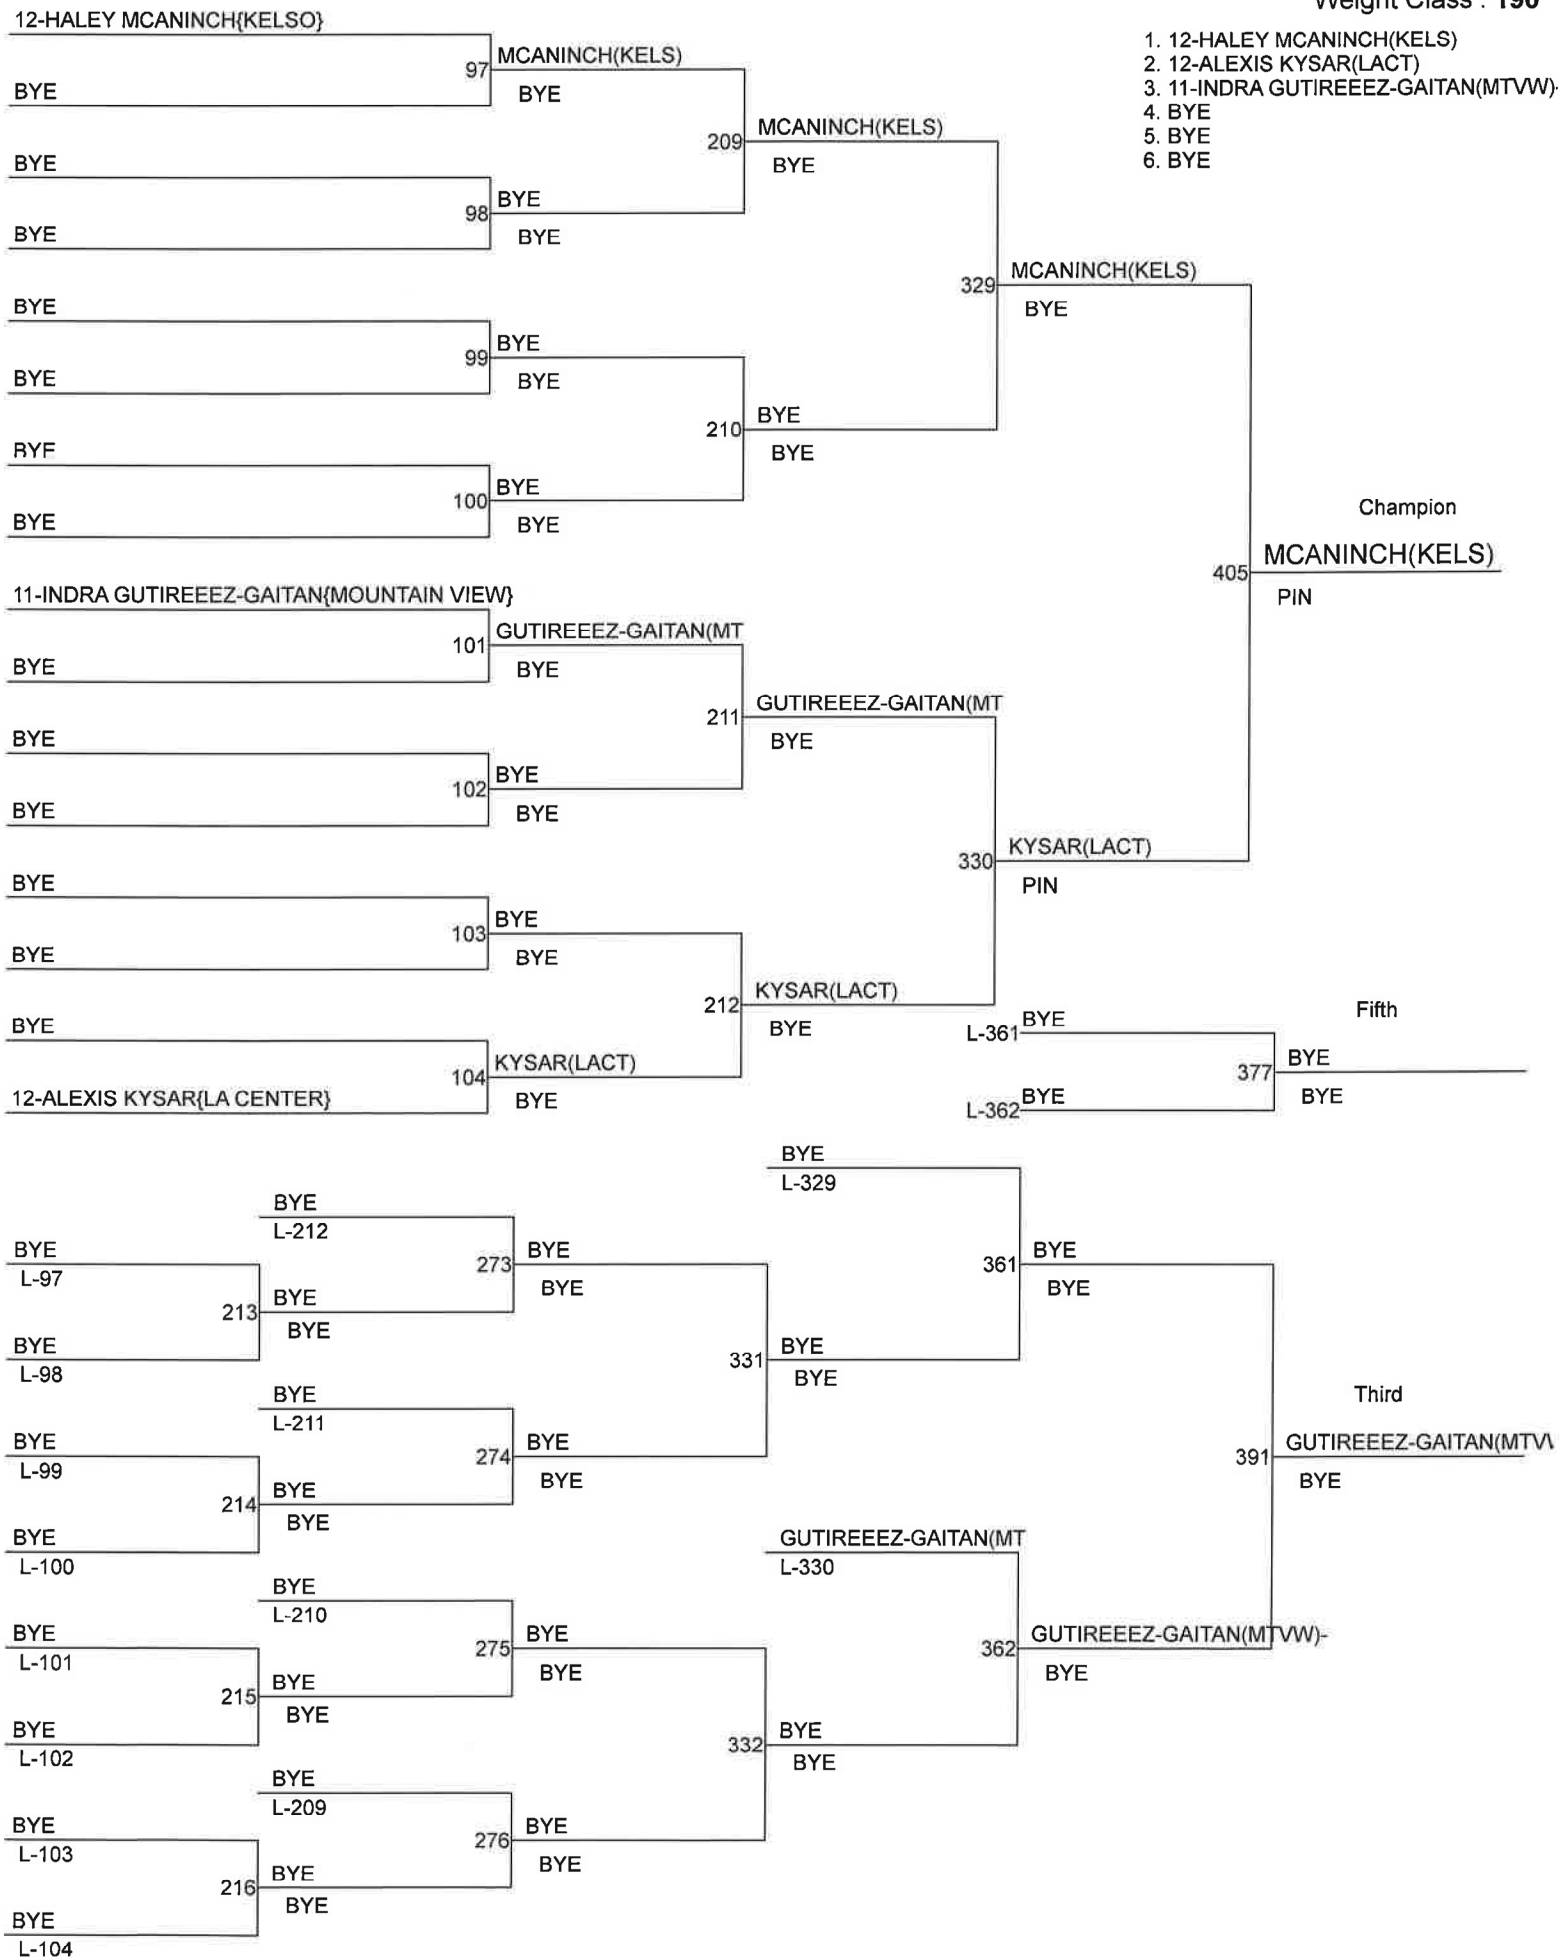 Weight Class : 190
1. 12-HALEY MCANINCH(KELS)
2. 12-ALEXIS KYSAR(LACT)
3. 11-INDRA GUTIREEEZ-GAITAN(MTVW)-
4. BYE
5. BYE
6. BYE
12-HALEY MCANINCH{KELSO}
97
MCANINCH(KELS)
BYE
BYE
209
MCANINCH(KELS)
BYE
BYE
98
BYE
BYE
BYE
329
MCANINCH(KELS)
BYE
BYE
99
BYE
BYE
BYE
210
BYE
BYE
BYE
100
BYE
BYE
BYE
Champion
405
MCANINCH(KELS)
PIN
11-INDRA GUTIREEEZ-GAITAN{MOUNTAIN VIEW}
101
GUTIREEEZ-GAITAN(MT
BYE
BYE
211
GUTIREEEZ-GAITAN(MT
BYE
BYE
102
BYE
BYE
BYE
330
KYSAR(LACT)
PIN
BYE
103
BYE
BYE
BYE
212
KYSAR(LACT)
BYE
BYE
104
KYSAR(LACT)
BYE
12-ALEXIS KYSAR{LA CENTER}
Fifth
L-361
BYE
377
BYE
BYE
L-362
BYE
BYE
L-329
BYE
L-212
BYE
L-97
273
BYE
BYE
361
BYE
BYE
213
BYE
BYE
BYE
L-98
331
BYE
BYE
BYE
L-211
Third
BYE
L-99
274
BYE
BYE
391
GUTIREEEZ-GAITAN(MTV
BYE
214
BYE
BYE
BYE
L-100
GUTIREEEZ-GAITAN(MT
L-330
BYE
L-210
BYE
L-101
275
BYE
BYE
362
GUTIREEEZ-GAITAN(MTVW)-
BYE
215
BYE
BYE
BYE
L-102
332
BYE
BYE
BYE
L-209
BYE
L-103
276
BYE
BYE
216
BYE
BYE
BYE
L-104